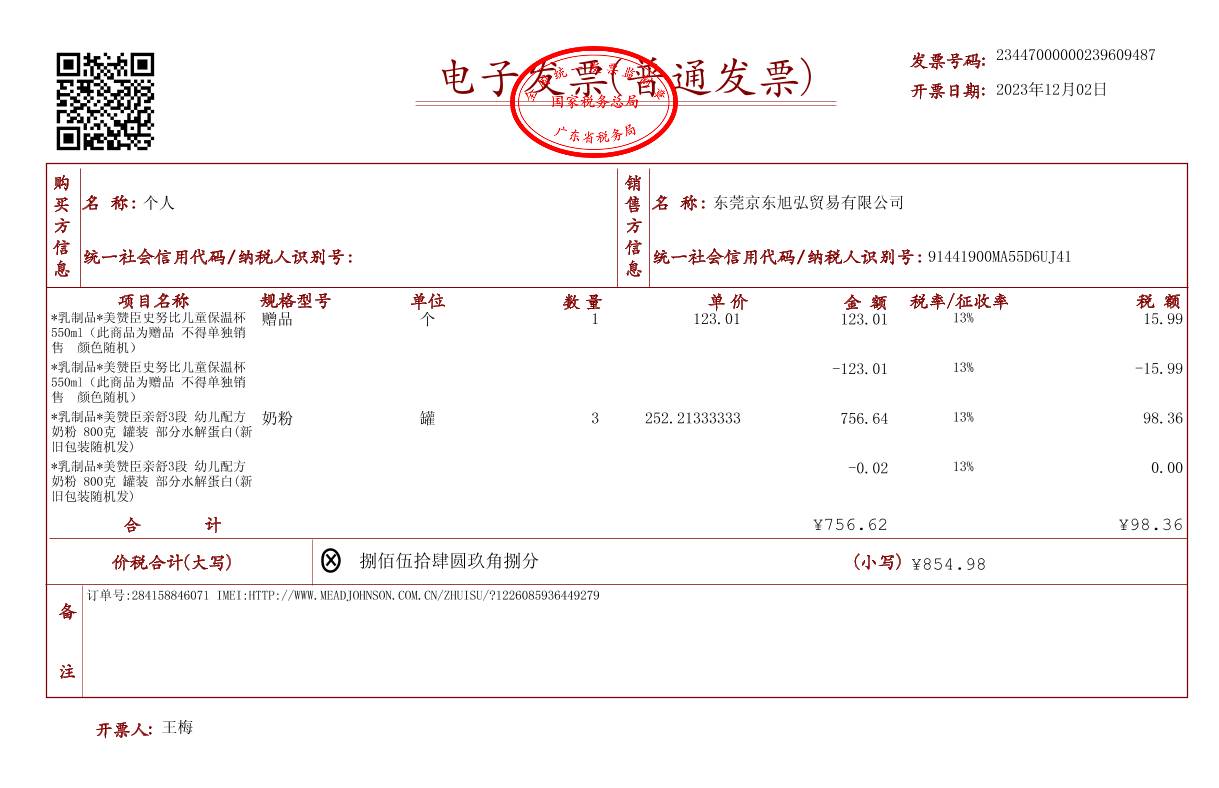 电子发票(普通发票)
全国统一发票监制章
国家税务总局
广东省税务局
发票号码: 23447000000239609487
开票日期: 2023年12月02日
购买方信息
名 称: 个人
统一社会信用代码/纳税人识别号:
销售方信息
名 称: 东莞京东旭弘贸易有限公司
统一社会信用代码/纳税人识别号: 91441900MA55D6UJ41
项目名称 规格型号 单位 数量 单价 金额 税率/征收率 税额
*乳制品*美赞臣史努比儿童保温杯 赠品 个 1 123.01 123.01 13% 15.99
550ml（此商品为赠品 不得单独销
售 颜色随机）
*乳制品*美赞臣史努比儿童保温杯 -123.01 13% -15.99
550ml（此商品为赠品 不得单独销
售 颜色随机）
*乳制品*美赞臣亲舒3段 幼儿配方 奶粉 罐 3 252.21333333 756.64 13% 98.36
奶粉 800克 罐装 部分水解蛋白(新
旧包装随机发)
*乳制品*美赞臣亲舒3段 幼儿配方 -0.02 13% 0.00
奶粉 800克 罐装 部分水解蛋白(新
旧包装随机发)
合 计 ¥756.62 ¥98.36
价税合计(大写) ⊗ 捌佰伍拾肆圆玖角捌分 (小写) ¥854.98
备注
订单号:284158846071 IMEI:HTTP://WWW.MEADJOHNSON.COM.CN/ZHUISU/?1226085936449279
开票人: 王梅